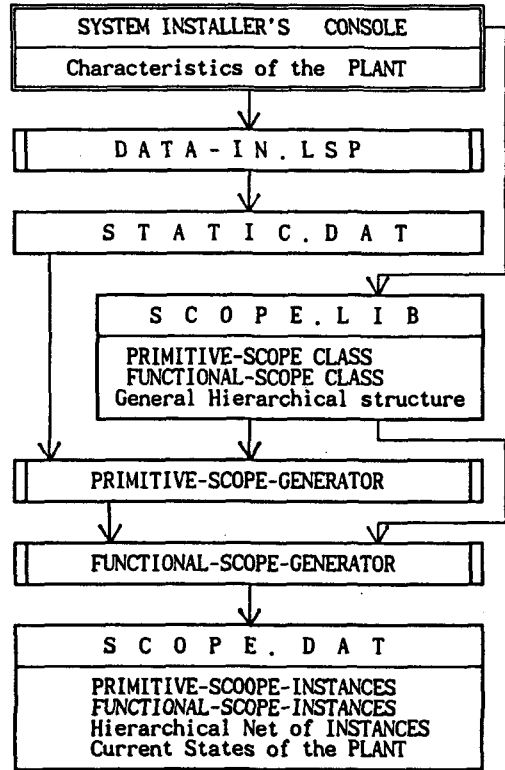 SYSTEM INSTALLER'S CONSOLE
Characteristics of the PLANT
DATA-IN.LSP
STATIC.DAT
SCOPE.LIB
PRIMITIVE-SCOPE CLASS
FUNCTIONAL-SCOPE CLASS
General Hierarchical structure
PRIMITIVE-SCOPE-GENERATOR
FUNCTIONAL-SCOPE-GENERATOR
SCOPE.DAT
PRIMITIVE-SCOOPE-INSTANCES
FUNCTIONAL-SCOPE-INSTANCES
Hierarchical Net of INSTANCES
Current States of the PLANT